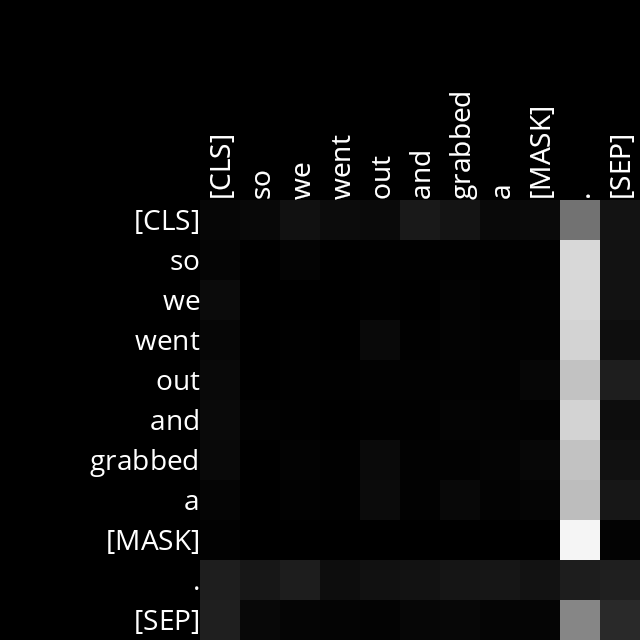 [CLS] so we went out and grabbed a [MASK] . [SEP]
[CLS]
so
we
went
out
and
grabbed
a
[MASK]
.
[SEP]